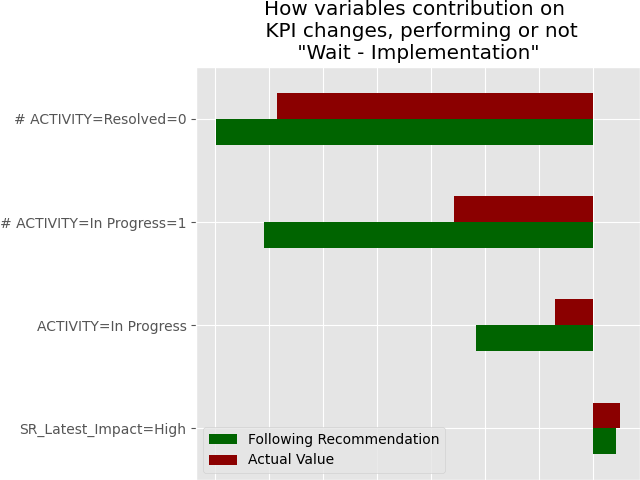 How variables contribution on
KPI changes, performing or not
"Wait - Implementation"
# ACTIVITY=Resolved=0
# ACTIVITY=In Progress=1
ACTIVITY=In Progress
SR_Latest_Impact=High
Following Recommendation
Actual Value